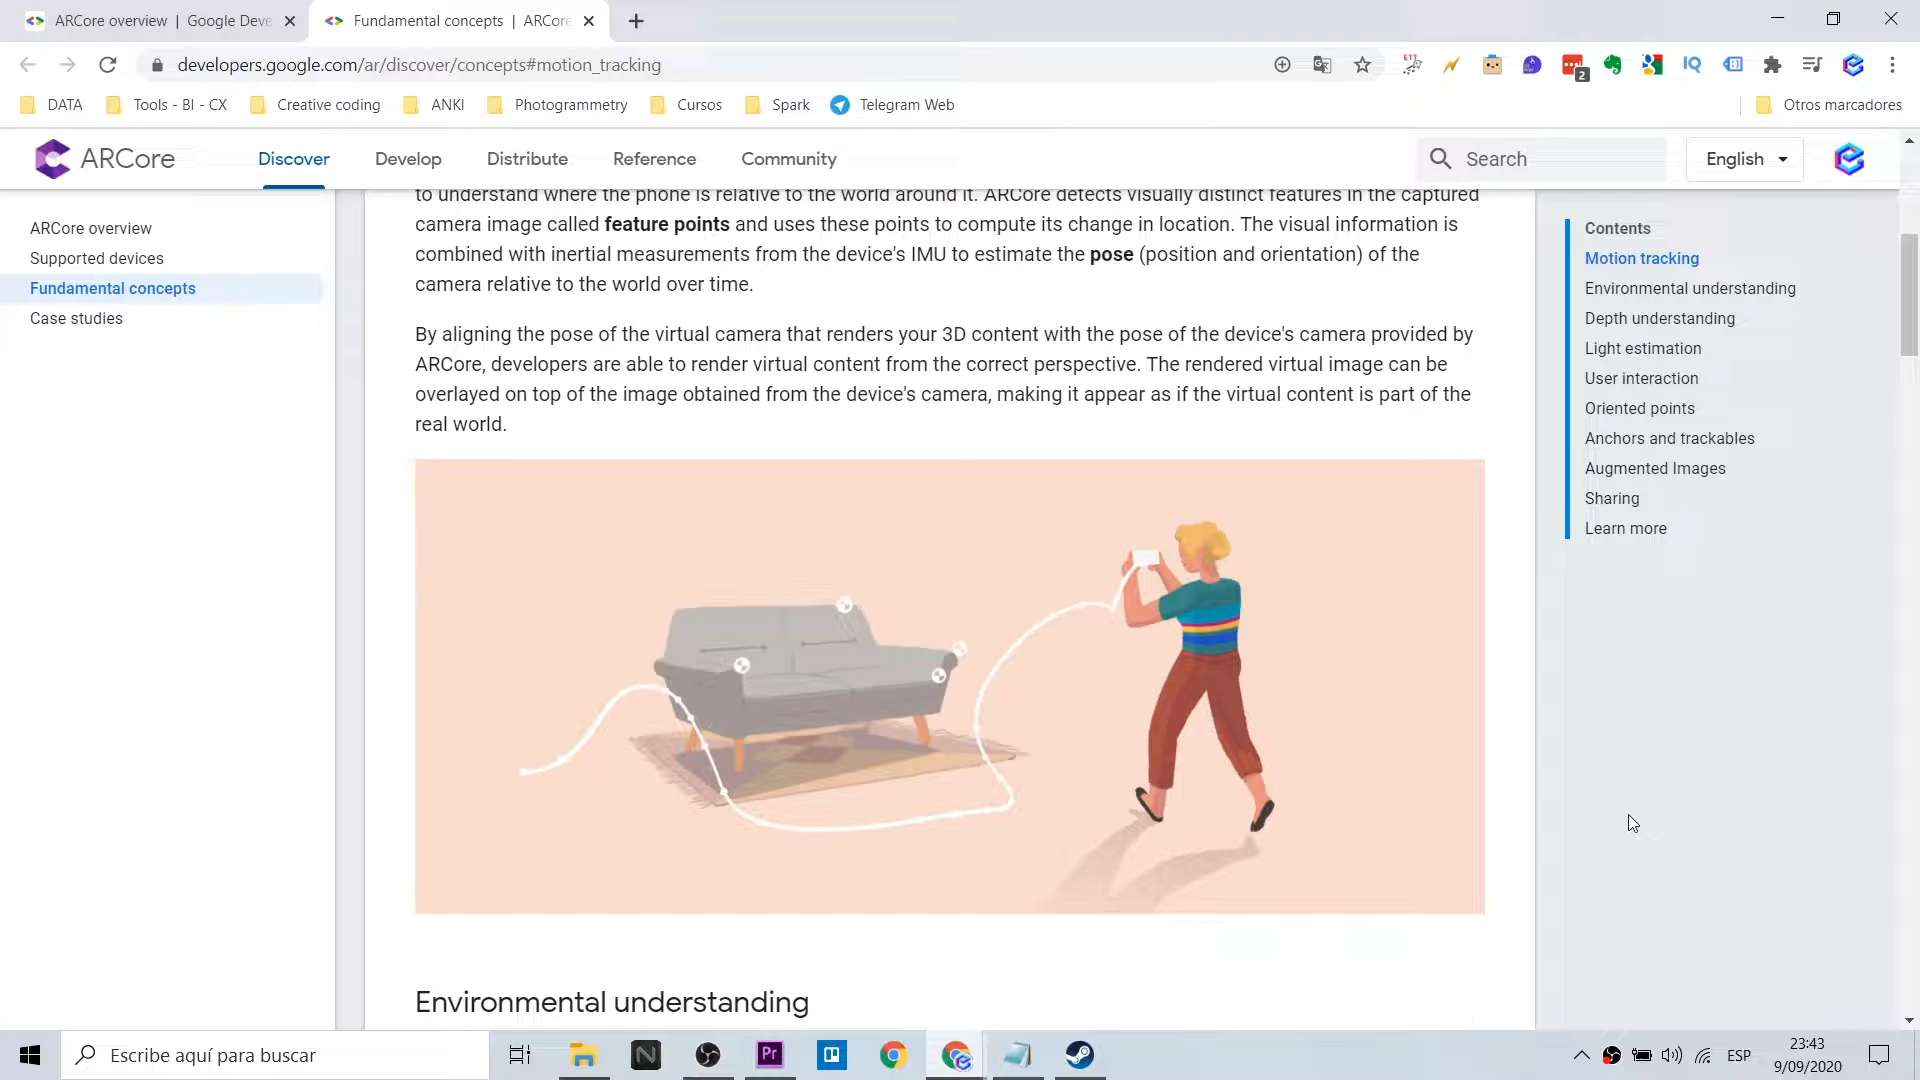 ARCore overview | Google Deve
Fundamental concepts | ARCore
developers.google.com/ar/discover/concepts#motion_tracking
ETT
2
IQ
DATA
Tools - BI - CX
Creative coding
ANKI
Photogrammetry
Cursos
Spark
Telegram Web
Otros marcadores
ARCore
Discover
Develop
Distribute
Reference
Community
Search
English
ARCore overview
Supported devices
Fundamental concepts
Case studies
to understand where the phone is relative to the world around it. ARCore detects visually distinct features in the captured
camera image called feature points and uses these points to compute its change in location. The visual information is
combined with inertial measurements from the device's IMU to estimate the pose (position and orientation) of the
camera relative to the world over time.
By aligning the pose of the virtual camera that renders your 3D content with the pose of the device's camera provided by
ARCore, developers are able to render virtual content from the correct perspective. The rendered virtual image can be
overlayed on top of the image obtained from the device's camera, making it appear as if the virtual content is part of the
real world.
Environmental understanding
Contents
Motion tracking
Environmental understanding
Depth understanding
Light estimation
User interaction
Oriented points
Anchors and trackables
Augmented Images
Sharing
Learn more
Escribe aquí para buscar
N
Pr
ESP
23:43
9/09/2020